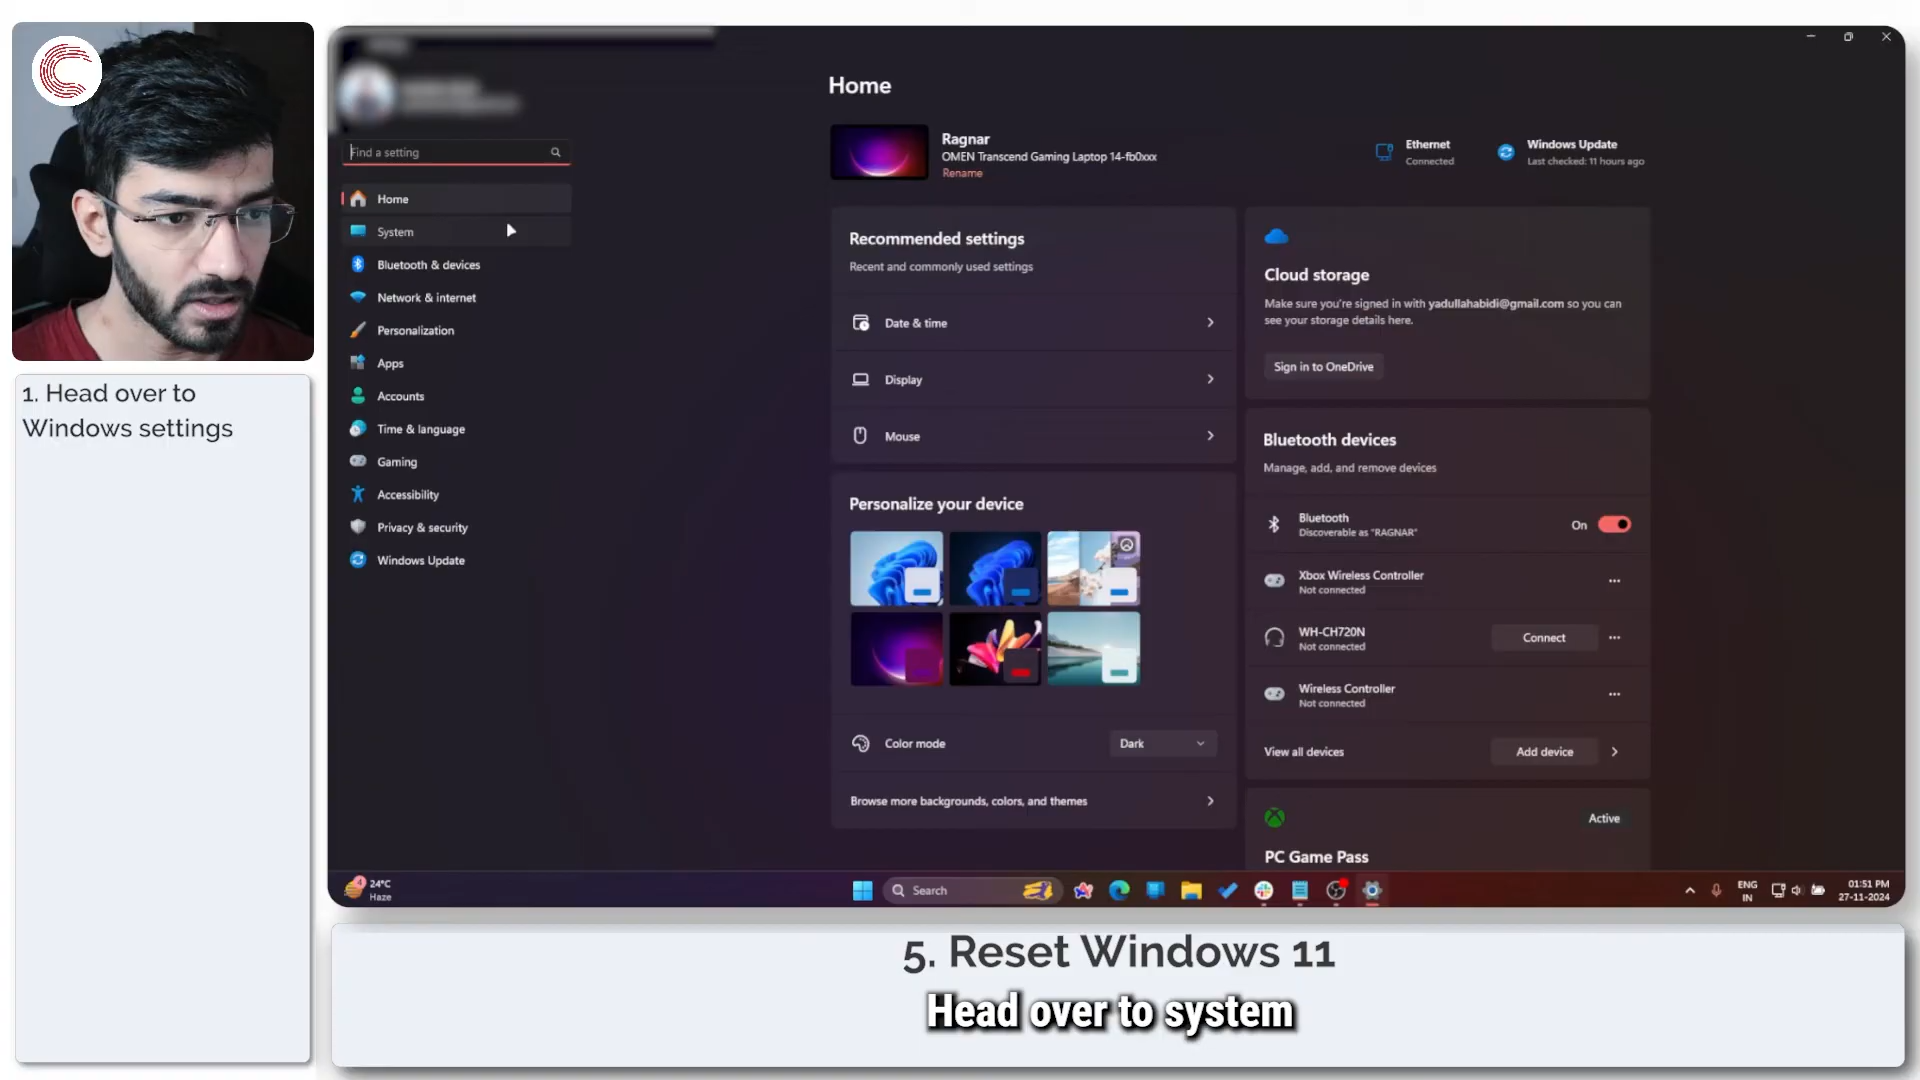 1. Head over to
Windows settings
Find a setting
Home
System
Bluetooth & devices
Network & internet
Personalization
Apps
Accounts
Time & language
Gaming
Accessibility
Privacy & security
Windows Update
Home
Ragnar
OMEN Transcend Gaming Laptop 14-fb0xxx
Rename
Ethernet
Connected
Windows Update
Last checked: 11 hours ago
Recommended settings
Recent and commonly used settings
Date & time
Display
Mouse
Personalize your device
Color mode
Dark
Browse more backgrounds, colors, and themes
Cloud storage
Make sure you're signed in with yadullahabidi@gmail.com so you can
see your storage details here.
Sign in to OneDrive
Bluetooth devices
Manage, add, and remove devices
Bluetooth
Discoverable as "RAGNAR"
On
Xbox Wireless Controller
Not connected
WH-CH720N
Not connected
Connect
Wireless Controller
Not connected
View all devices
Add device
Active
PC Game Pass
4
24°C
Haze
Search
ENG
IN
01:51 PM
27-11-2024
5. Reset Windows 11
Head over to system